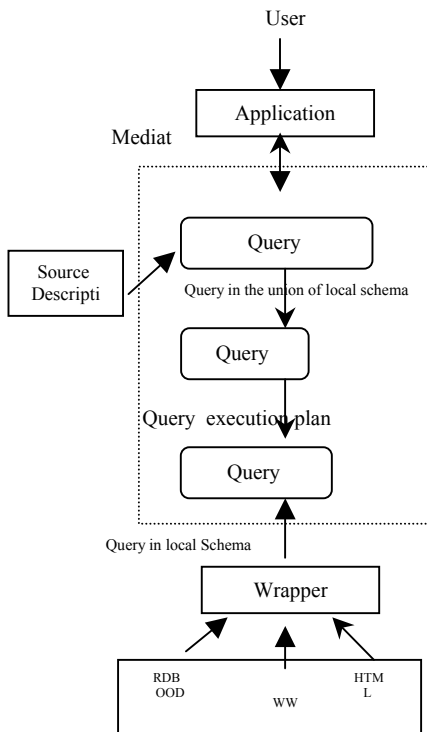 User
Application
Mediat
Query
Source
Descripti
Query in the union of local schema
Query
Query execution plan
Query
Query in local Schema
Wrapper
RDB
OOD
WW
HTM
L